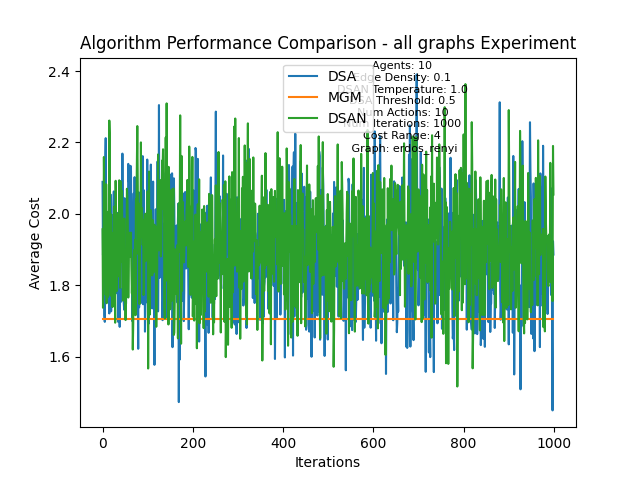 Algorithm Performance Comparison - all graphs Experiment
2.4
2.2
2.0
1.8
1.6
Average Cost
DSA
MGM
DSAN
Agents: 10
Edge Density: 0.1
DSAN Temperature: 1.0
DSA Threshold: 0.5
Num Actions: 10
Num Iterations: 1000
Cost Range: 4
Graph: erdos_renyi
0
200
400
600
800
1000
Iterations